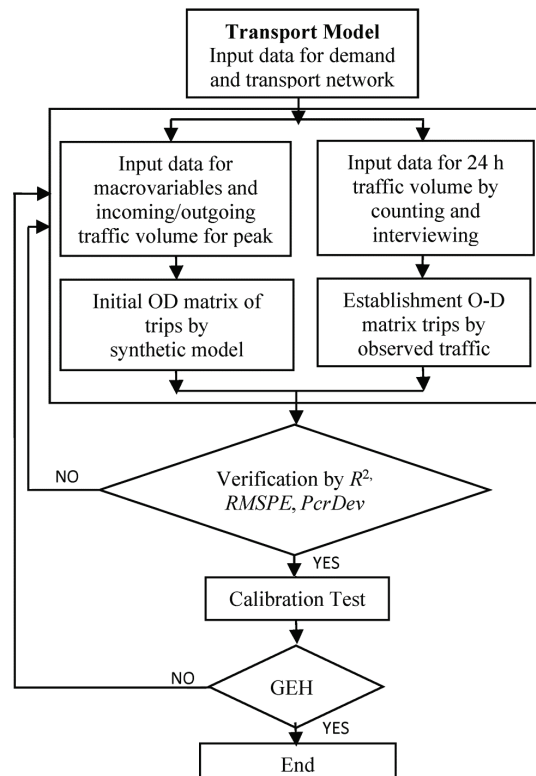 Transport Model
Input data for demand
and transport network
Input data for
macrovariables and
incoming/outgoing
traffic volume for peak
Input data for 24 h
traffic volume by
counting and
interviewing
Initial OD matrix of
trips by
synthetic model
Establishment O-D
matrix trips by
observed traffic
NO
Verification by R²,
RMSPE, PcrDev
YES
Calibration Test
NO
GEH
YES
End